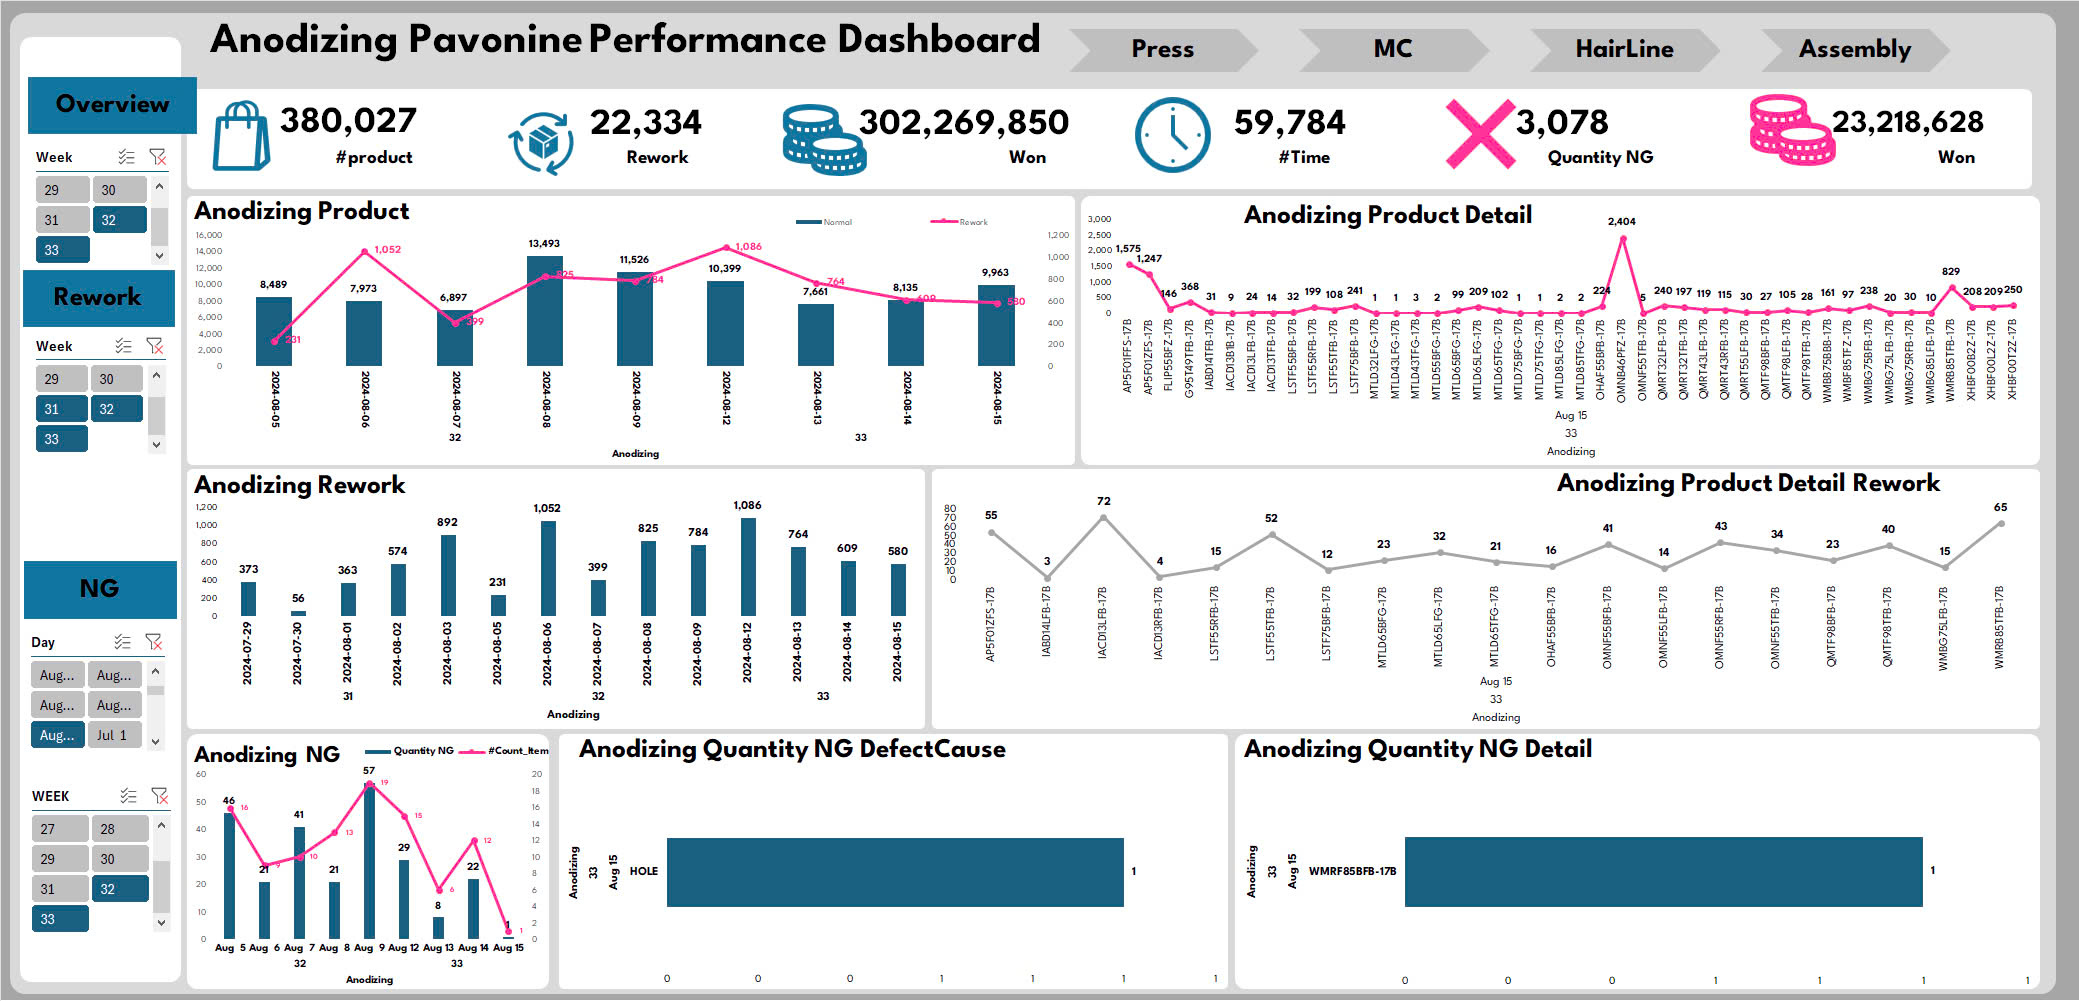 Anodizing Pavonine Performance Dashboard
Press
MC
HairLine
Assembly
Overview
380,027
#product
22,334
Rework
302,269,850
Won
59,784
#Time
3,078
Quantity NG
23,218,628
Won
Week
29 30
31 32
33
Rework
Week
29 30
31 32
33
NG
Day
Aug... Aug...
Aug... Aug...
Aug... Jul 1
WEEK
27 28
29 30
31 32
33
Anodizing Product
Normal Rework
16,000
14,000
12,000
10,000
8,000
6,000
4,000
2,000
0
1,200
1,000
800
600
400
200
0
8,489 7,973 6,897 13,493 11,526 10,399 7,661 8,135 9,963
231 1,052 399 825 784 1,086 764 609 580
2024-08-05 2024-08-06 2024-08-07 2024-08-08 2024-08-09 2024-08-12 2024-08-13 2024-08-14 2024-08-15
32 33
Anodizing
Anodizing Product Detail
3,000
2,500
2,000
1,500
1,000
500
0
1,575 1,247 146 368 31 9 24 14 32 199 108 241 1 1 3 2 99 209 102 1 1 2 2 224 2,404 5 240 197 119 115 30 27 105 28 161 97 238 20 30 10 829 208 209 250
AP5F01FFS-17B AP5F01ZFS-17B FLIP55BFZ-17B G95T49TFB-17B IABD14TFB-17B IACD13B1B-17B IACD13LFB-17B IACD13TFB-17B LSTF55BFB-17B LSTF55RFB-17B LSTF55TFB-17B LSTF75BFB-17B MTLD32LFG-17B MTLD43LFG-17B MTLD43TFG-17B MTLD55BFG-17B MTLD65BFG-17B MTLD65LFG-17B MTLD65TFG-17B MTLD75BFG-17B MTLD75TFG-17B MTLD85LFG-17B MTLD85TFG-17B OHAF55BFB-17B OMNB46PFZ-17B OMNF55TFB-17B QMRT32LFB-17B QMRT32TFB-17B QMRT43LFB-17B QMRT43RFB-17B QMRT55LFB-17B QMTF98BFB-17B QMTF98LFB-17B QMTF98TFB-17B WMBB75BBB-17B WMBF85TFZ-17B WMBG75BFB-17B WMBG75LFB-17B WMBG75RFB-17B WMBG85LFB-17B WMRB85TFB-17B XHBF00B2Z-17B XHBF00L2Z-17B XHBF00T2Z-17B
Aug 15
33
Anodizing
Anodizing Rework
1,200
1,000
800
600
400
200
0
373 56 363 574 892 231 1,052 399 825 784 1,086 764 609 580
2024-07-29 2024-07-30 2024-08-01 2024-08-02 2024-08-03 2024-08-05 2024-08-06 2024-08-07 2024-08-08 2024-08-09 2024-08-12 2024-08-13 2024-08-14 2024-08-15
31 32 33
Anodizing
Anodizing Product Detail Rework
80
70
60
50
40
30
20
10
0
55 3 72 4 15 52 12 23 32 21 16 41 14 43 34 23 40 15 65
AP5F01ZFS-17B IABD14LFB-17B IACD13LFB-17B IACD13RFB-17B LSTF55RFB-17B LSTF55TFB-17B LSTF75BFB-17B MTLD65BFG-17B MTLD65LFG-17B MTLD65TFG-17B OHAF55BFB-17B OMNF55BFB-17B OMNF55LFB-17B OMNF55RFB-17B OMNF55TFB-17B QMTF98BFB-17B QMTF98TFB-17B WMBG75LFB-17B WMRB85TFB-17B
Aug 15
33
Anodizing
Anodizing NG
Quantity NG #Count_Item
60
50
40
30
20
10
0
20
18
16
14
12
10
8
6
4
2
0
46 21 41 21 57 29 8 22 1
16 9 10 13 19 15 6 12 1
Aug 5 Aug 6 Aug 7 Aug 8 Aug 9 Aug 12 Aug 13 Aug 14 Aug 15
32 33
Anodizing
Anodizing Quantity NG DefectCause
Anodizing
33
Aug 15
HOLE
1
0 0 0 1 1 1 1
Anodizing Quantity NG Detail
Anodizing
33
Aug 15
WMRF85BFB-17B
1
0 0 0 1 1 1 1